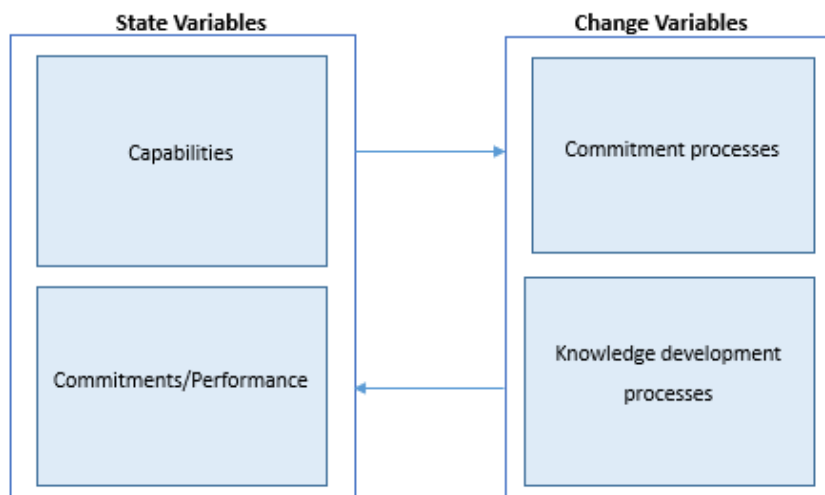 State Variables
Change Variables
Capabilities
Commitment processes
Commitments/Performance
Knowledge development
processes